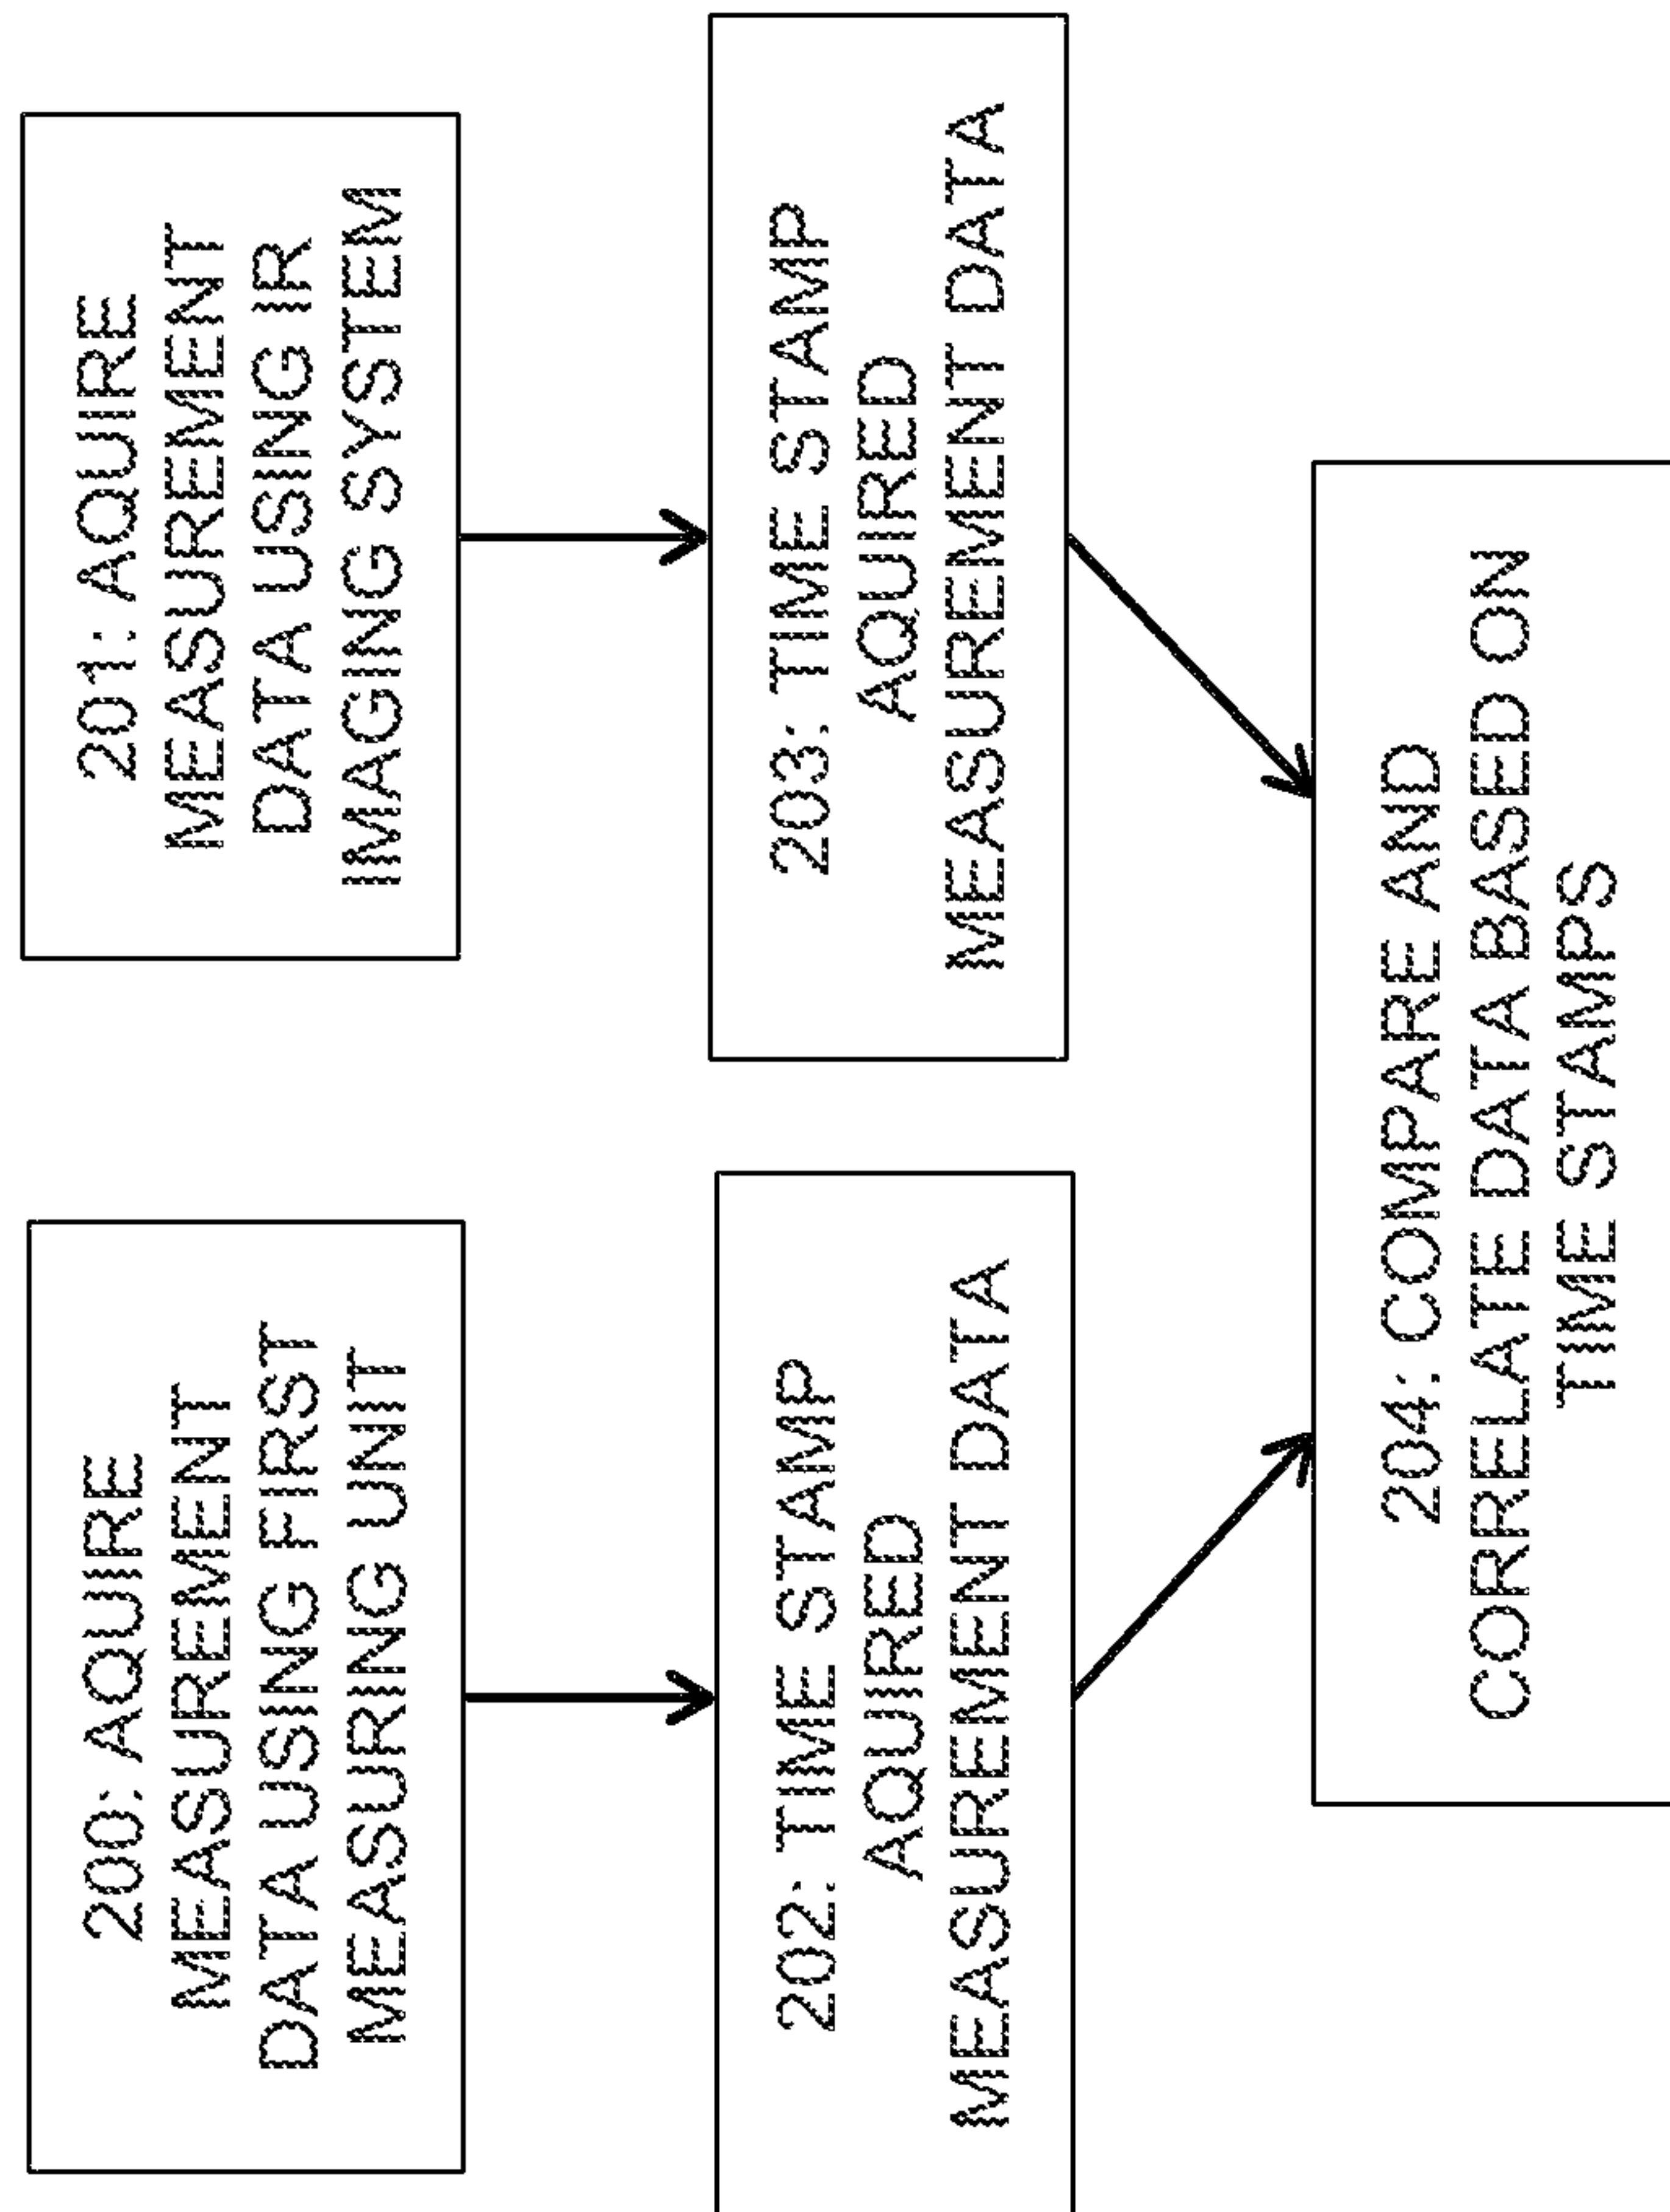 200: AQUIRE
MEASUREMENT
DATA USING FIRST
MEASURING UNIT
201: AQUIRE
MEASUREMENT
DATA USING IR
IMAGING SYSTEM
202: TIME STAMP
AQUIRED
MEASUREMENT DATA
203: TIME STAMP
AQUIRED
MEASUREMENT DATA
204: COMPARE AND
CORRELATE DATA BASED ON
TIME STAMPS